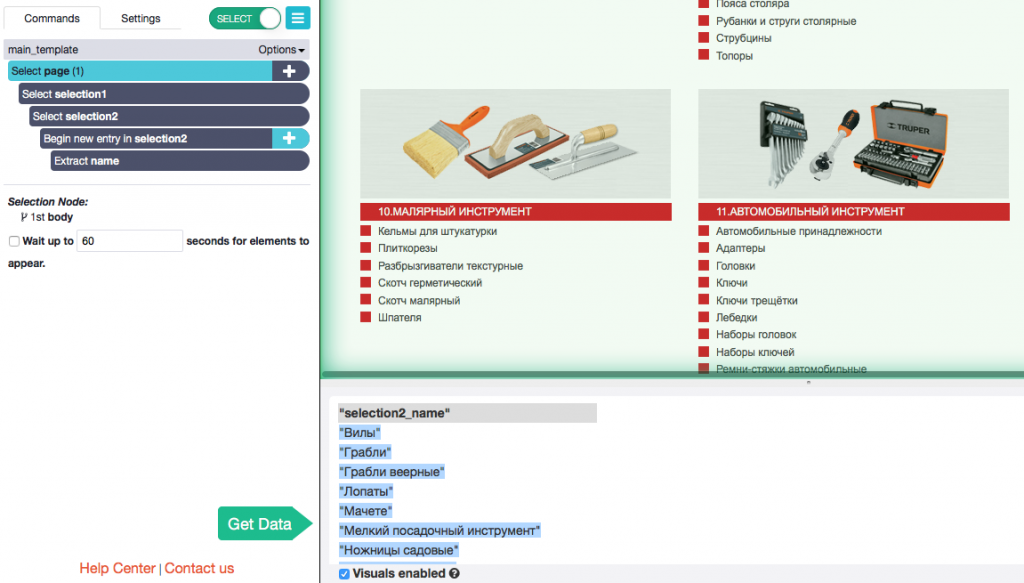 Commands
Settings
SELECT
main_template
Options
Select page (1)
Select selection1
Select selection2
Begin new entry in selection2
Extract name
Selection Node:
1st body
Wait up to 60 seconds for elements to
appear.
Get Data
Help Center | Contact us
Пояса столяра
Рубанки и струги столярные
Струбцины
Топоры
10.МАЛЯРНЫЙ ИНСТРУМЕНТ
Кельмы для штукатурки
Плиткорезы
Разбрызгиватели текстурные
Скотч герметический
Скотч малярный
Шпателя
TRUPER
11.АВТОМОБИЛЬНЫЙ ИНСТРУМЕНТ
Автомобильные принадлежности
Адаптеры
Головки
Ключи
Ключи трещётки
Лебедки
Наборы головок
Наборы ключей
Ремни-стяжки автомобильные
"selection2_name"
"Вилы"
"Грабли"
"Грабли веерные"
"Лопаты"
"Мачете"
"Мелкий посадочный инструмент"
"Ножницы садовые"
Visuals enabled